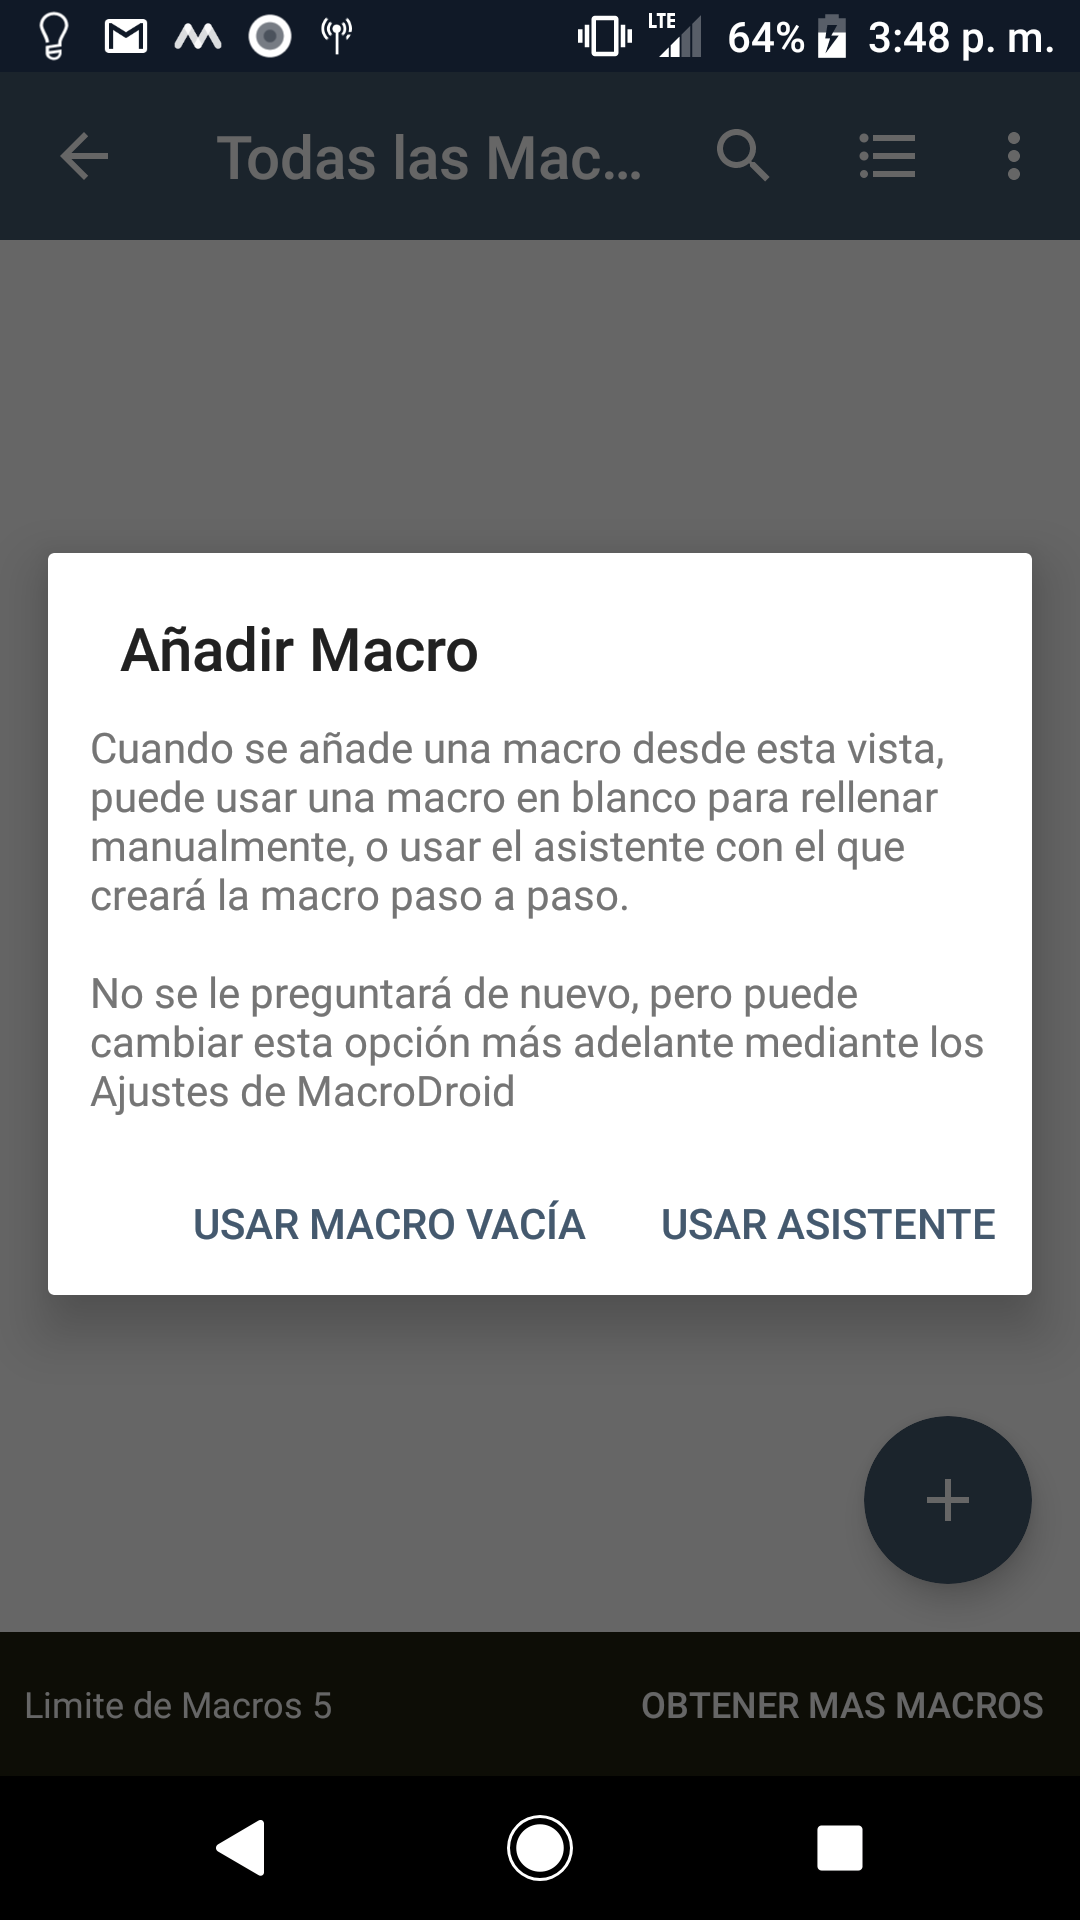 LTE 64% 3:48 p. m.
Todas las Mac...
Añadir Macro
Cuando se añade una macro desde esta vista,
puede usar una macro en blanco para rellenar
manualmente, o usar el asistente con el que
creará la macro paso a paso.
No se le preguntará de nuevo, pero puede
cambiar esta opción más adelante mediante los
Ajustes de MacroDroid
USAR MACRO VACÍA USAR ASISTENTE
Limite de Macros 5 OBTENER MAS MACROS